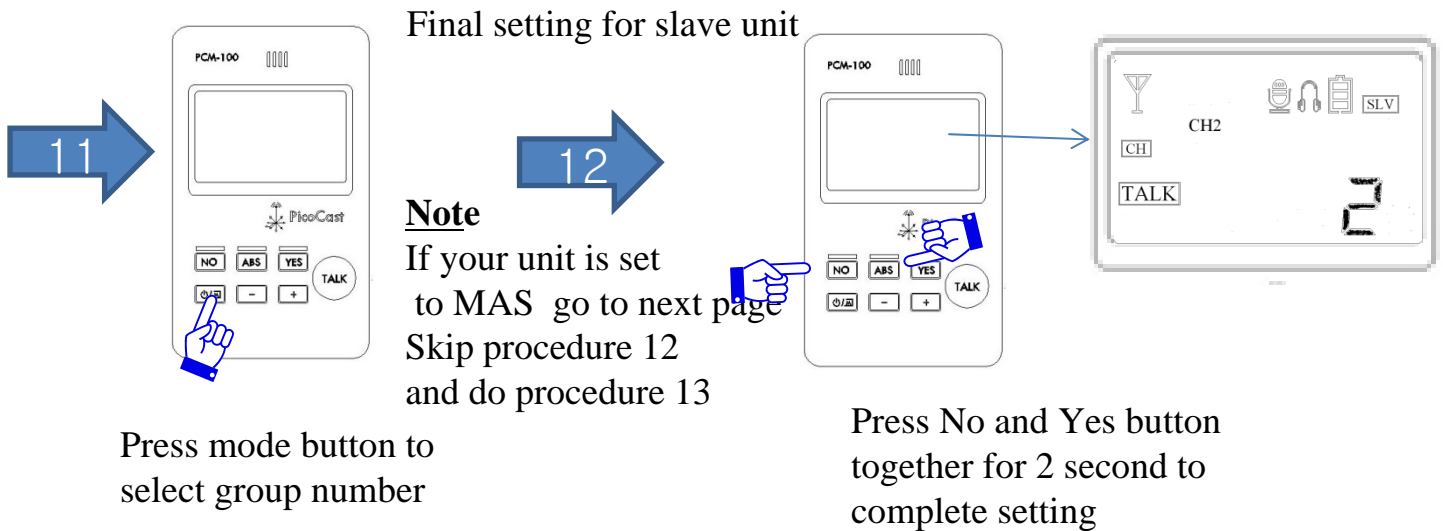 Final setting for slave unit
11
PCM-100
PicoCast
NO ABS YES
TALK
- +
Press mode button to
select group number
12
Note
If your unit is set
to MAS go to next page
Skip procedure 12
and do procedure 13
PCM-100
NO ABS YES
TALK
- +
Press No and Yes button
together for 2 second to
complete setting
SLV
CH2
CH
TALK
2